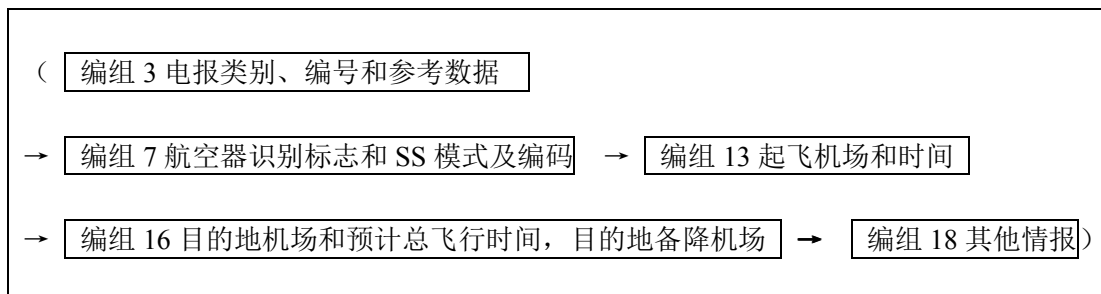 （ 编组 3 电报类别、编号和参考数据
→ 编组 7 航空器识别标志和 SS 模式及编码 → 编组 13 起飞机场和时间
→ 编组 16 目的地机场和预计总飞行时间，目的地备降机场 → 编组 18 其他情报）